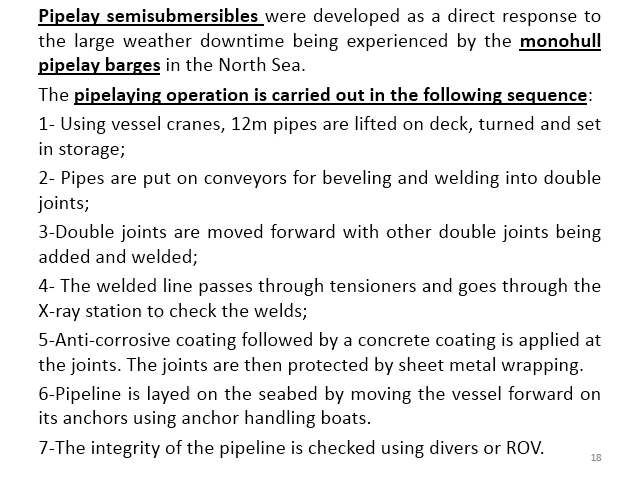 Pipelay semisubmersibles were developed as a direct response to
the large weather downtime being experienced by the monohull
pipelay barges in the North Sea.
The pipelaying operation is carried out in the following sequence:
1- Using vessel cranes, 12m pipes are lifted on deck, turned and set
in storage;
2- Pipes are put on conveyors for beveling and welding into double
joints;
3-Double joints are moved forward with other double joints being
added and welded;
4- The welded line passes through tensioners and goes through the
X-ray station to check the welds;
5-Anti-corrosive coating followed by a concrete coating is applied at
the joints. The joints are then protected by sheet metal wrapping.
6-Pipeline is layed on the seabed by moving the vessel forward on
its anchors using anchor handling boats.
7-The integrity of the pipeline is checked using divers or ROV.
18